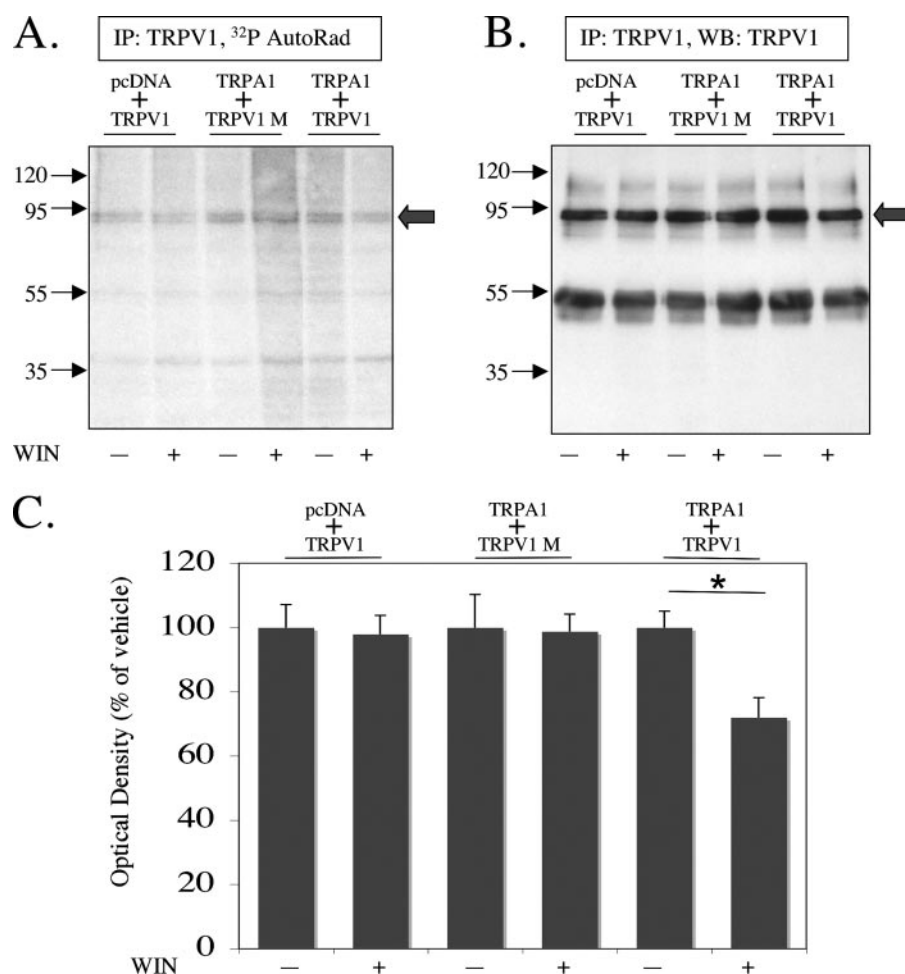 A.
IP: TRPV1, ³²P AutoRad
pcDNA + TRPV1
TRPA1 + TRPV1 M
TRPA1 + TRPV1
120
95
55
35
WIN — + — + — +
B.
IP: TRPV1, WB: TRPV1
pcDNA + TRPV1
TRPA1 + TRPV1 M
TRPA1 + TRPV1
120
95
55
35
— + — + — +
C.
pcDNA + TRPV1
TRPA1 + TRPV1 M
TRPA1 + TRPV1
*
Optical Density (% of vehicle)
120
100
80
60
40
20
0
WIN — + — + — +